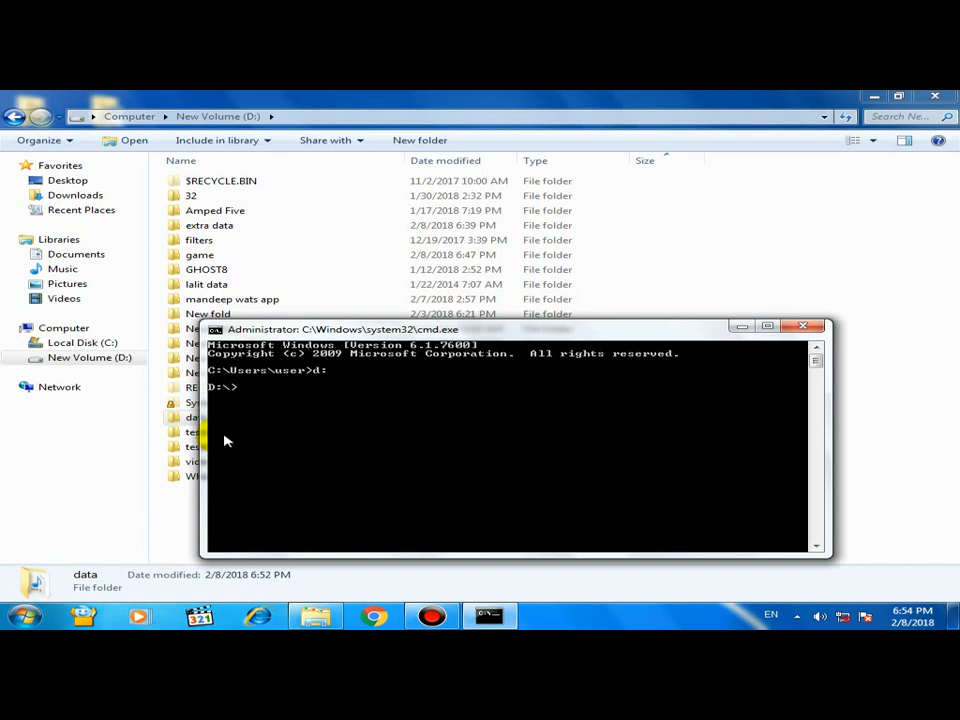 Computer New Volume (D:) Search Ne...
Organize Open Include in library Share with New folder
Name Date modified Type Size
Favorites
Desktop
Downloads
Recent Places
Libraries
Documents
Music
Pictures
Videos
Computer
Local Disk (C:)
New Volume (D:)
Network
$RECYCLE.BIN 11/2/2017 10:00 AM File folder
32 1/30/2018 2:32 PM File folder
Amped Five 1/17/2018 7:19 PM File folder
extra data 2/8/2018 6:39 PM File folder
filters 12/19/2017 3:39 PM File folder
game 2/8/2018 6:47 PM File folder
GHOST8 1/12/2018 2:52 PM File folder
lalit data 1/22/2014 7:07 AM File folder
mandeep wats app 2/7/2018 2:57 PM File folder
New fold 2/8/2018 6:21 PM File folder
Administrator: C:\Windows\system32\cmd.exe
Microsoft Windows [Version 6.1.7600]
Copyright (c) 2009 Microsoft Corporation. All rights reserved.
C:\Users\user>d:
D:\>
data Date modified: 2/8/2018 6:52 PM
File folder
321
C:\
EN
6:54 PM
2/8/2018